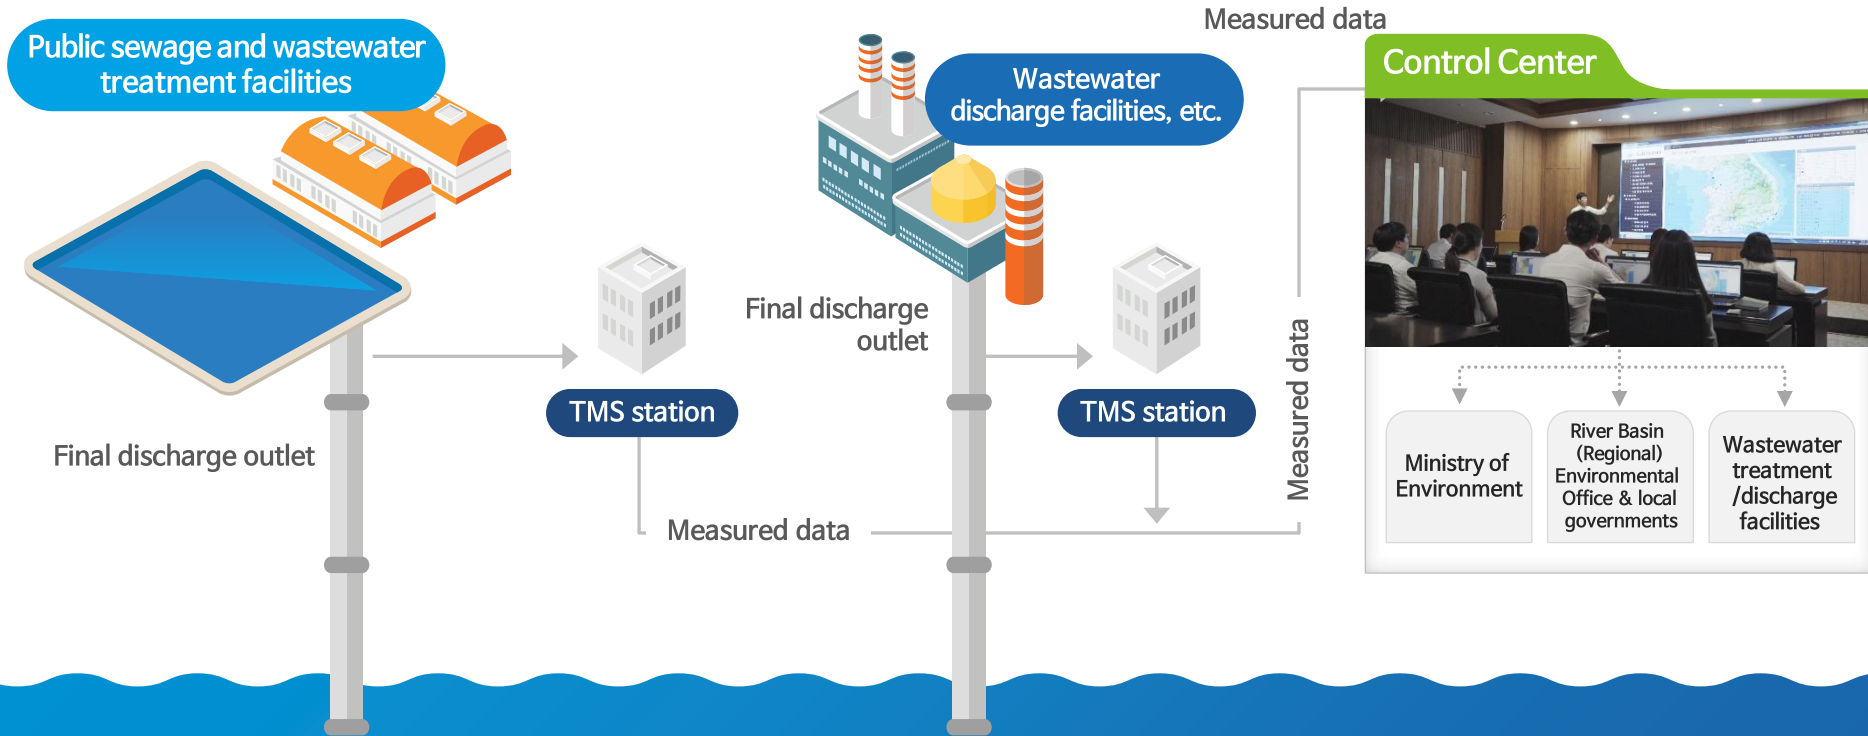 Measured data
Public sewage and wastewater
treatment facilities
Wastewater
discharge facilities, etc.
Control Center
Final discharge
outlet
TMS station
TMS station
Final discharge outlet
Measured data
Measured data
Ministry of
Environment
River Basin
(Regional)
Environmental
Office & local
governments
Wastewater
treatment
/discharge
facilities